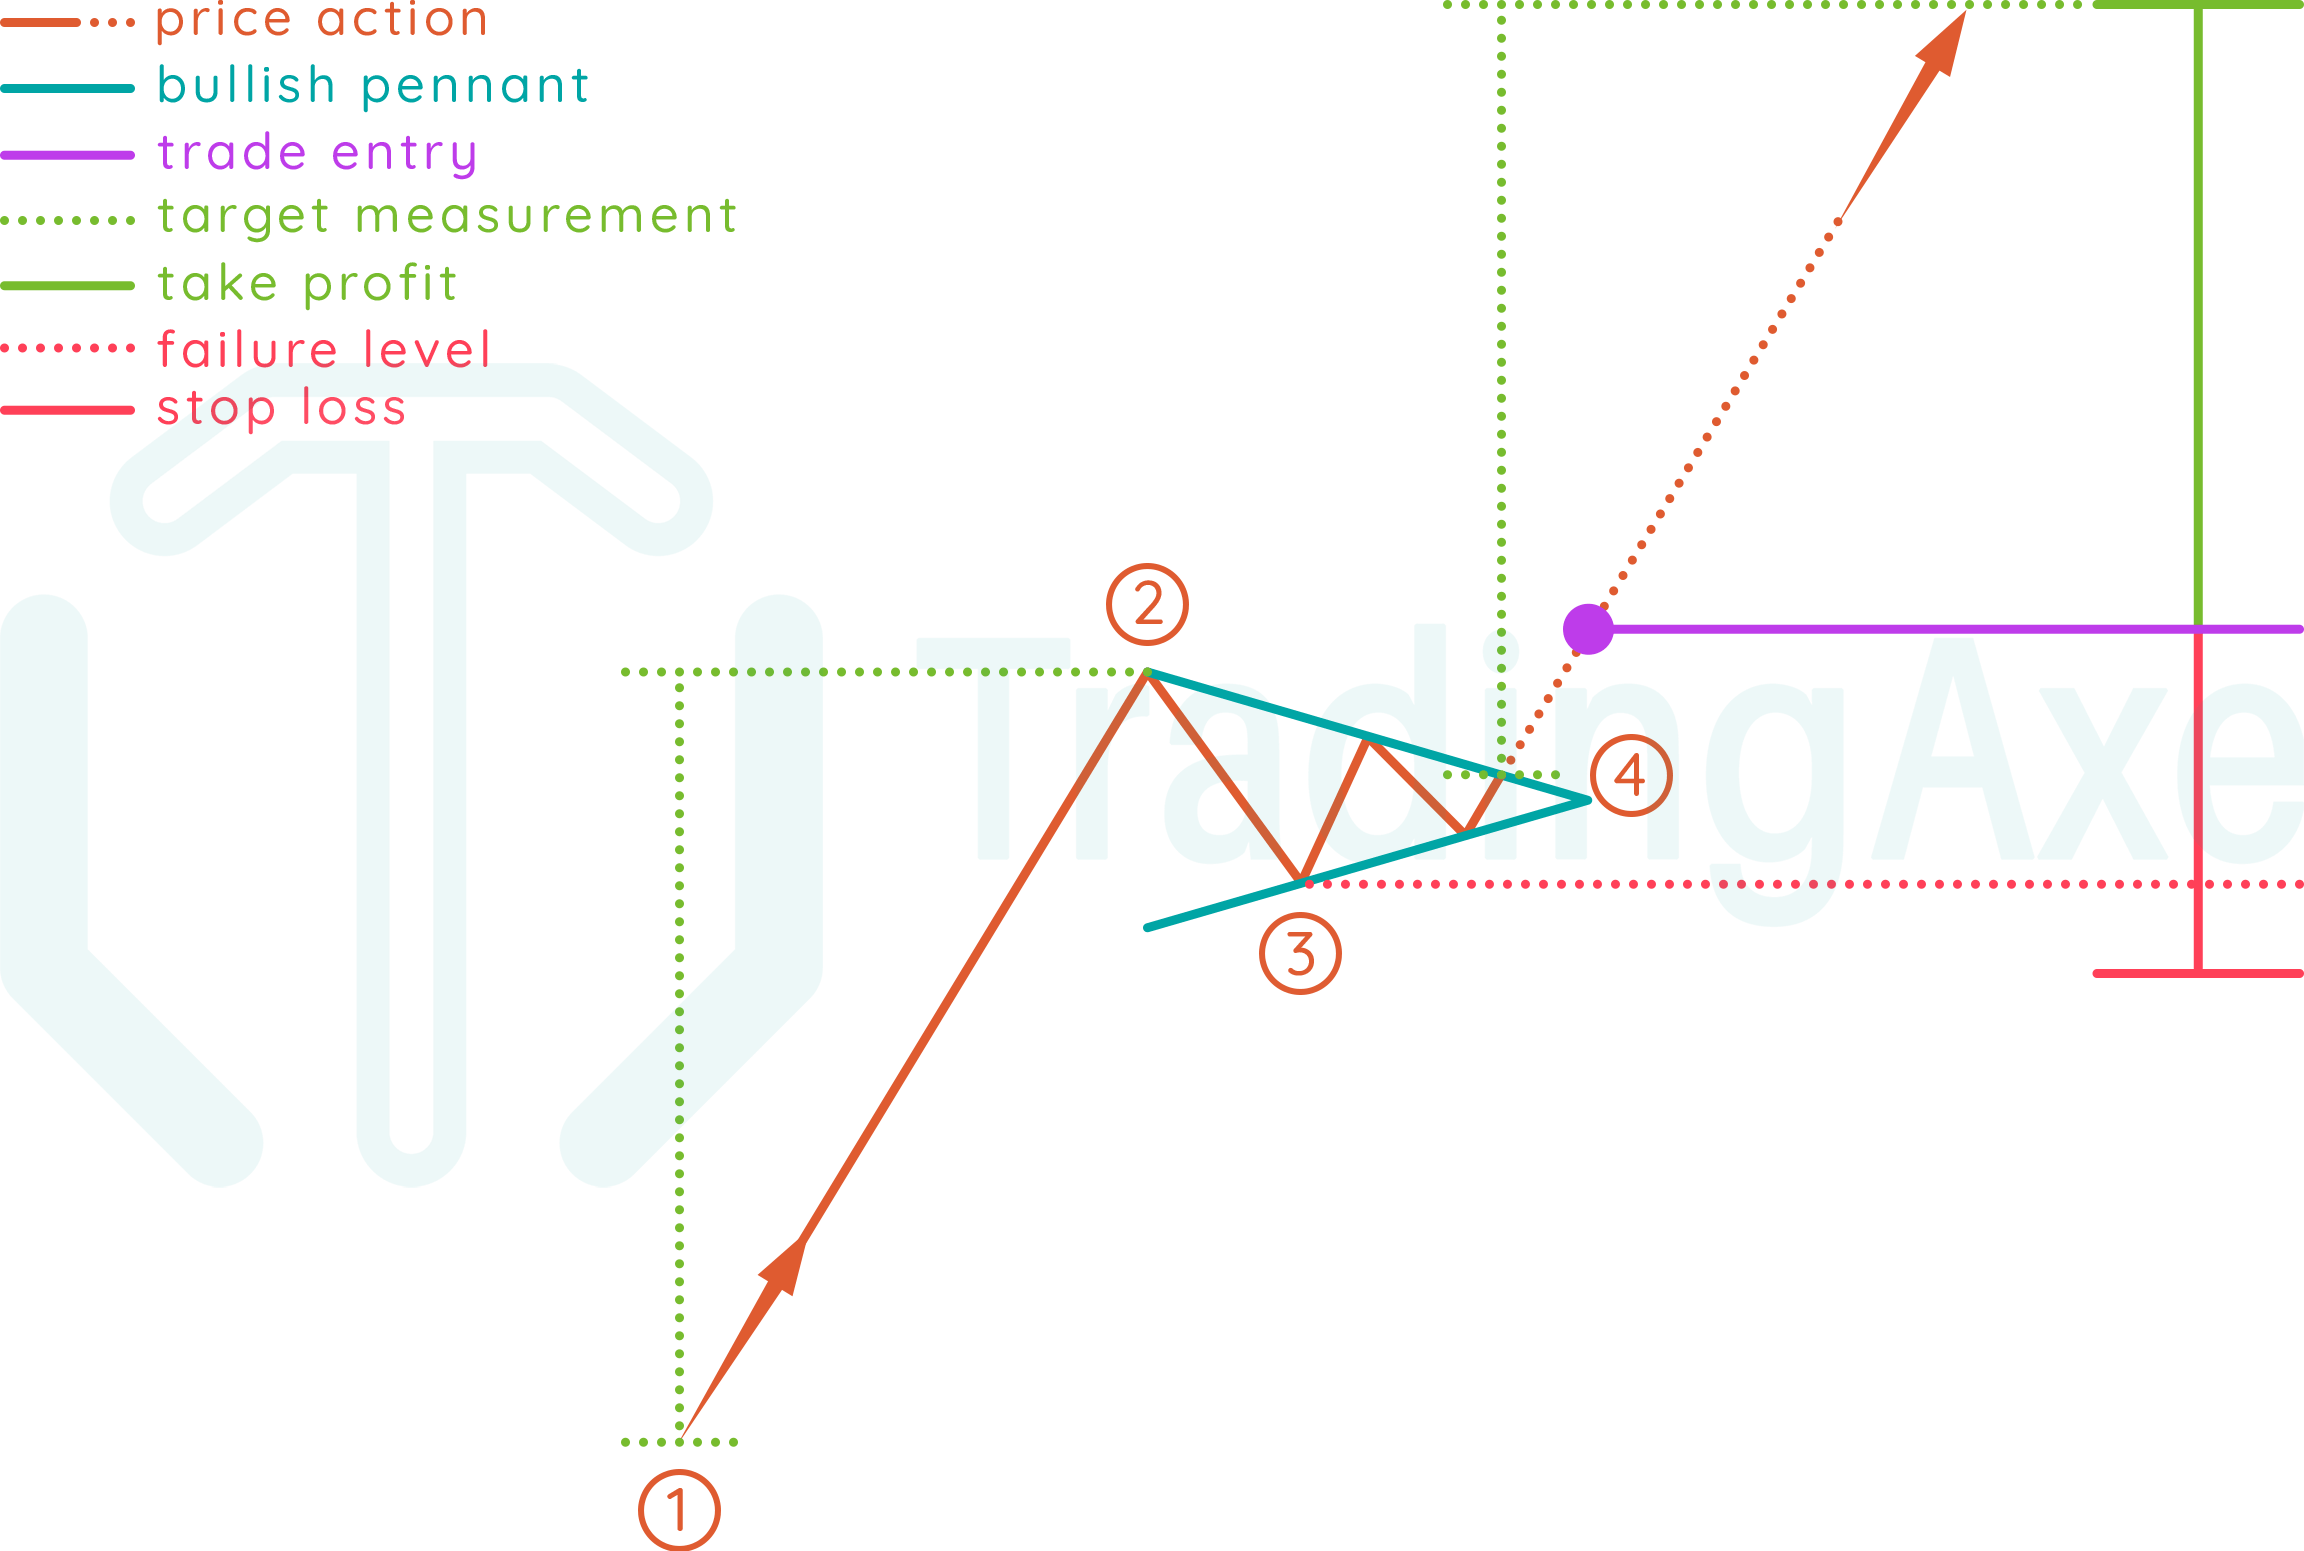 price action
bullish pennant
trade entry
target measurement
take profit
failure level
stop loss
2
TradingAxe
4
3
1